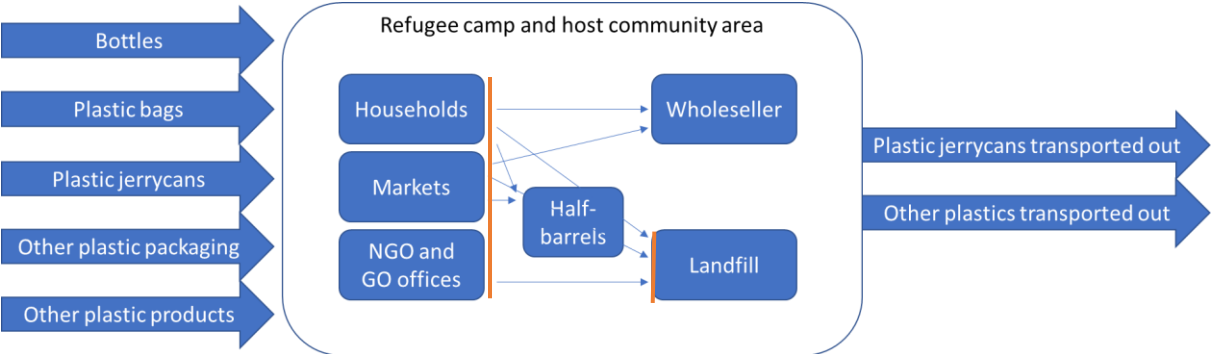 Bottles
Plastic bags
Plastic jerrycans
Other plastic packaging
Other plastic products
Refugee camp and host community area
Households
Markets
NGO and
GO offices
Half-
barrels
Wholeseller
Landfill
Plastic jerrycans transported out
Other plastics transported out